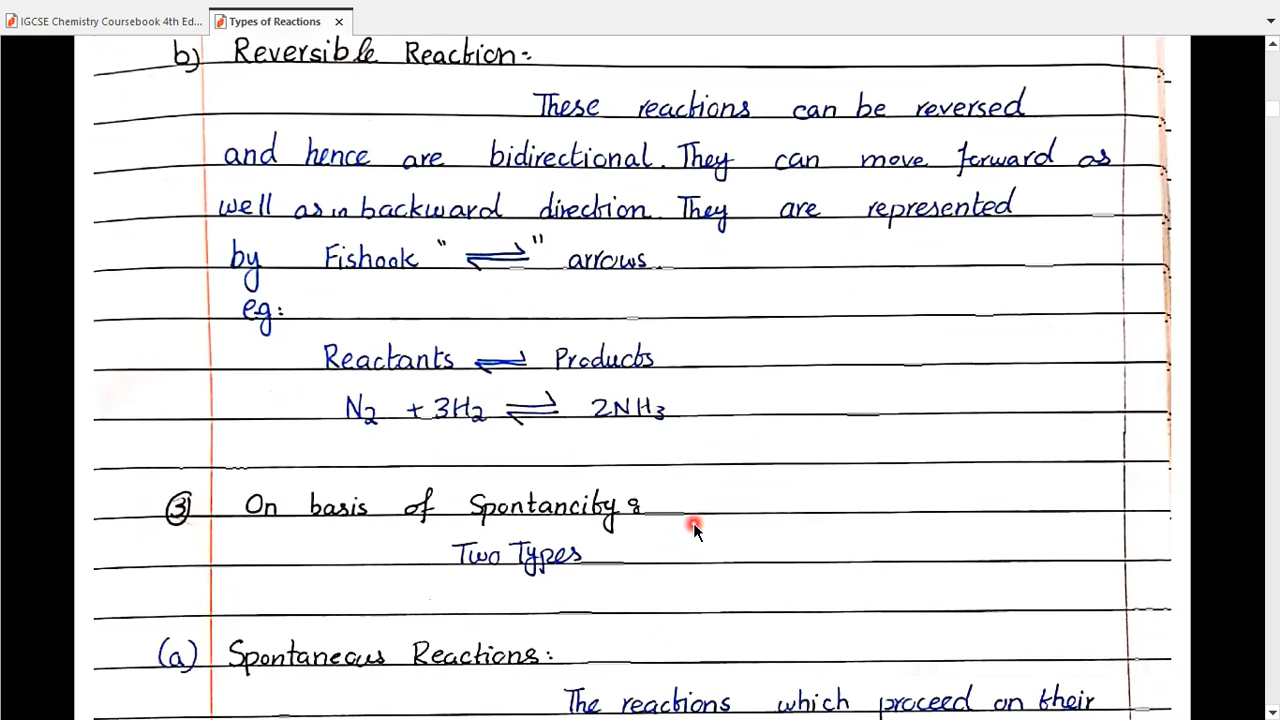 IGCSE Chemistry Coursebook 4th Ed...
Types of Reactions
b) Reversible Reaction:-
These reactions can be reversed
and hence are bidirectional. They can move forward as
well as in backward direction. They are represented
by Fishook "⇌" arrows.
eg:
Reactants ⇌ Products
N₂ + 3H₂ ⇌ 2NH₃
③ On basis of Spontancity :
Two Types
(a) Spontaneous Reactions:
The reactions which proceed on their